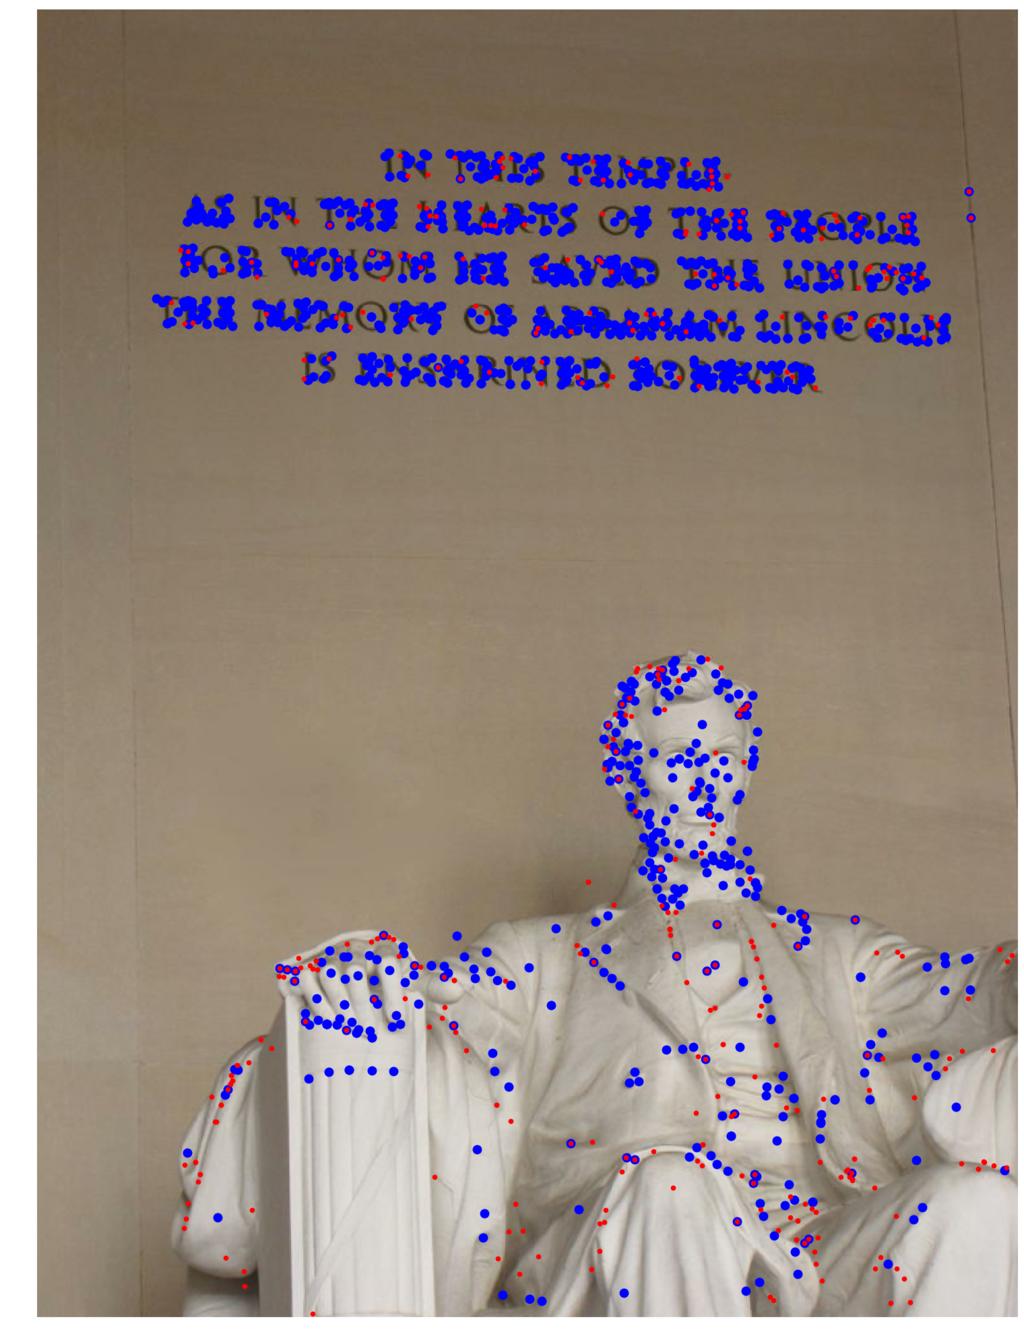 IN THIS TEMPLE
AS IN THE HEARTS OF THE PEOPLE
FOR WHOM HE SAVED THE UNION
THE MEMORY OF ABRAHAM LINCOLN
IS ENSHRINED FOREVER